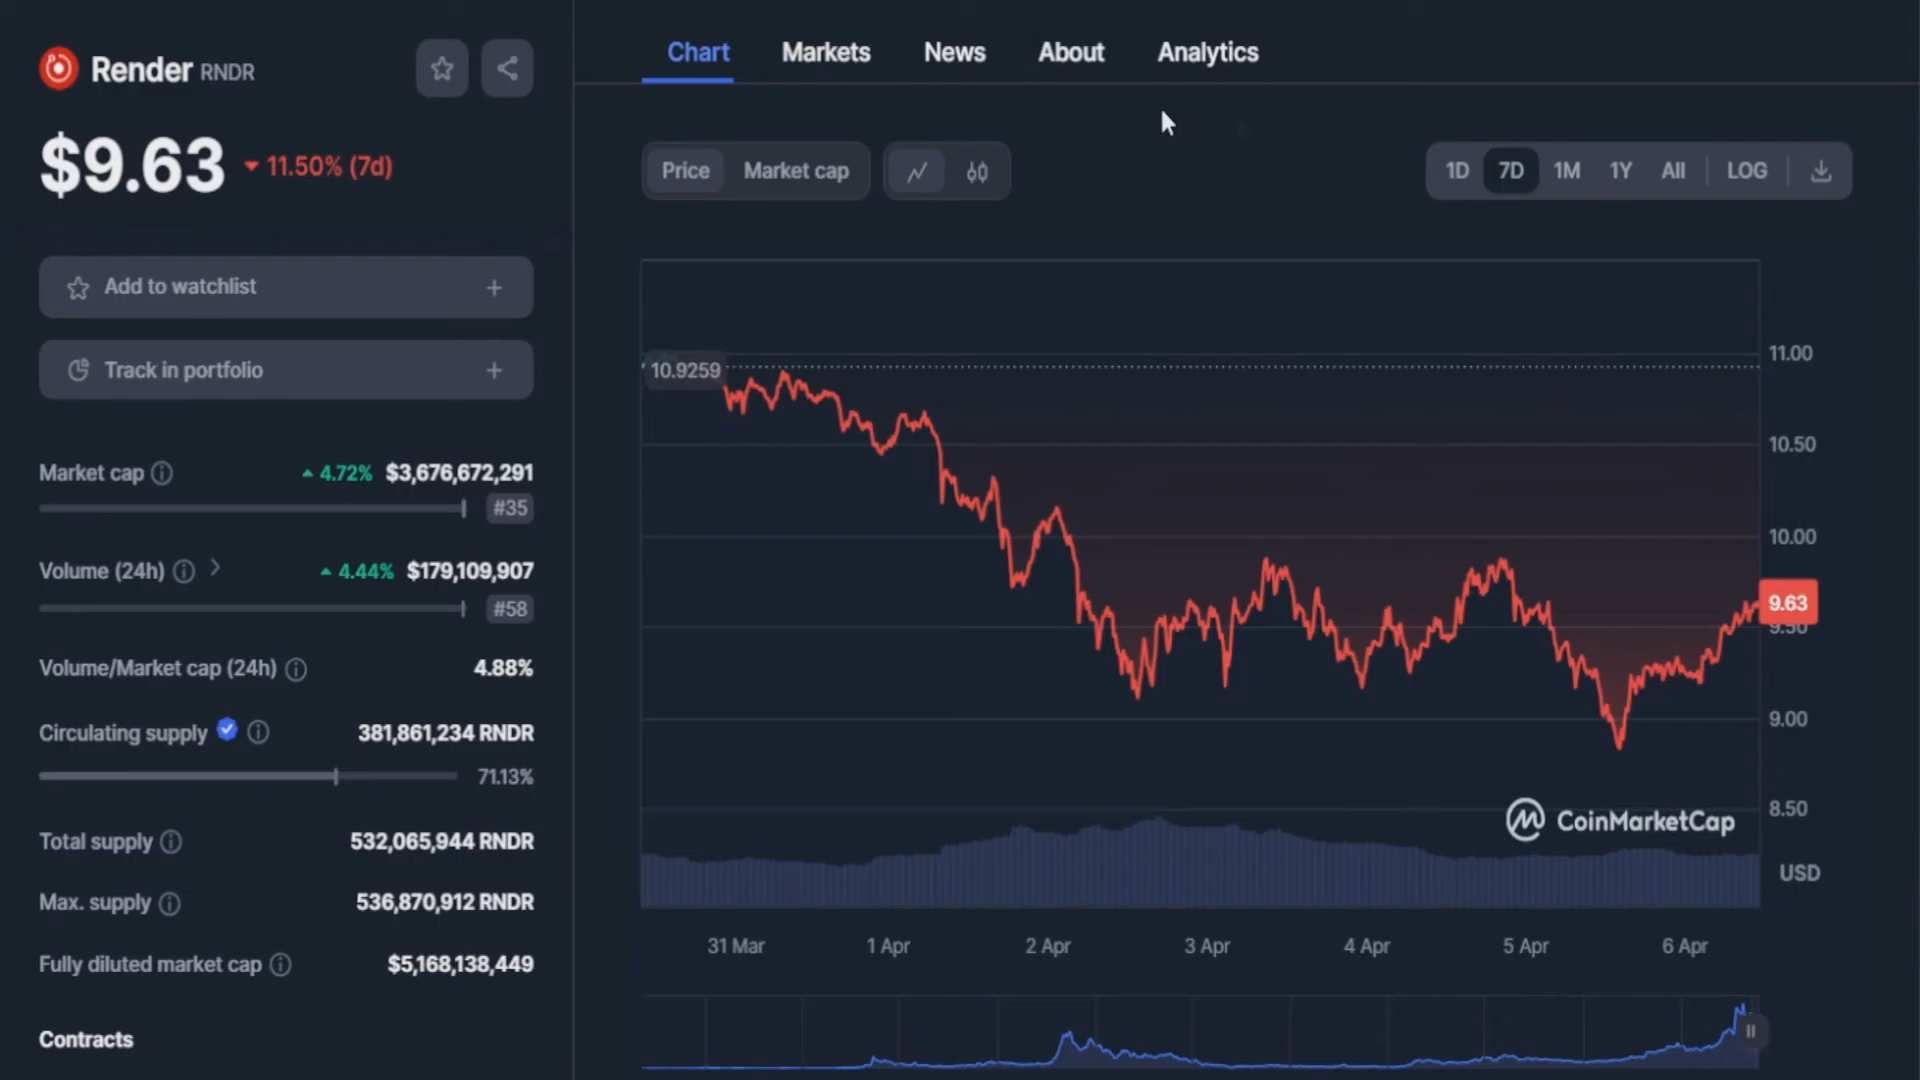 Render RNDR
$9.63 11.50% (7d)
Add to watchlist +
Track in portfolio +
Market cap 4.72% $3,676,672,291
#35
Volume (24h) 4.44% $179,109,907
#58
Volume/Market cap (24h) 4.88%
Circulating supply 381,861,234 RNDR
71.13%
Total supply 532,065,944 RNDR
Max. supply 536,870,912 RNDR
Fully diluted market cap $5,168,138,449
Contracts
Chart Markets News About Analytics
Price Market cap
1D 7D 1M 1Y All LOG
10.9259
11.00
10.50
10.00
9.63
9.50
9.00
8.50
CoinMarketCap
USD
31 Mar 1 Apr 2 Apr 3 Apr 4 Apr 5 Apr 6 Apr